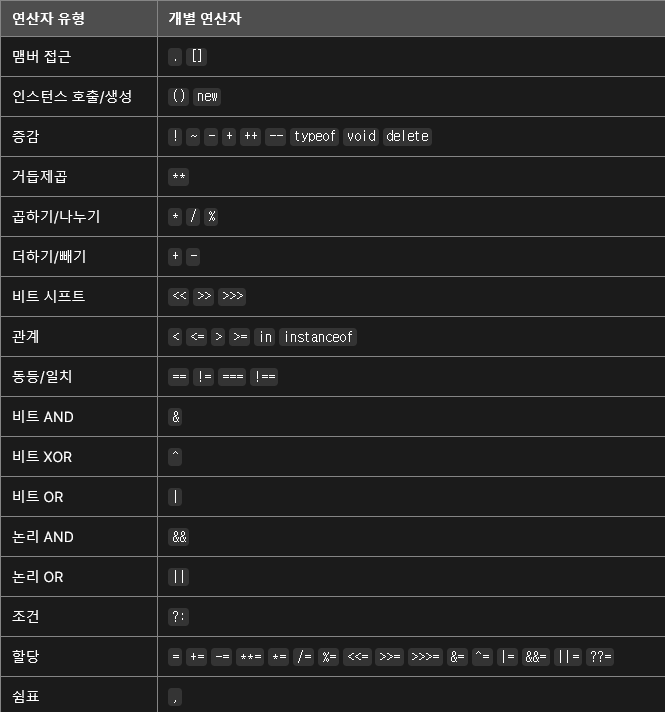 연산자 유형 개별 연산자
맴버 접근 . []
인스턴스 호출/생성 () new
증감 ! ~ - + ++ -- typeof void delete
거듭제곱 **
곱하기/나누기 * / %
더하기/빼기 + -
비트 시프트 << >> >>>
관계 < <= > >= in instanceof
동등/일치 == != === !==
비트 AND &
비트 XOR ^
비트 OR |
논리 AND &&
논리 OR ||
조건 ?:
할당 = += -= **= *= /= %= <<= >>= >>>= &= ^= |= &&= ||= ??=
쉼표 ,